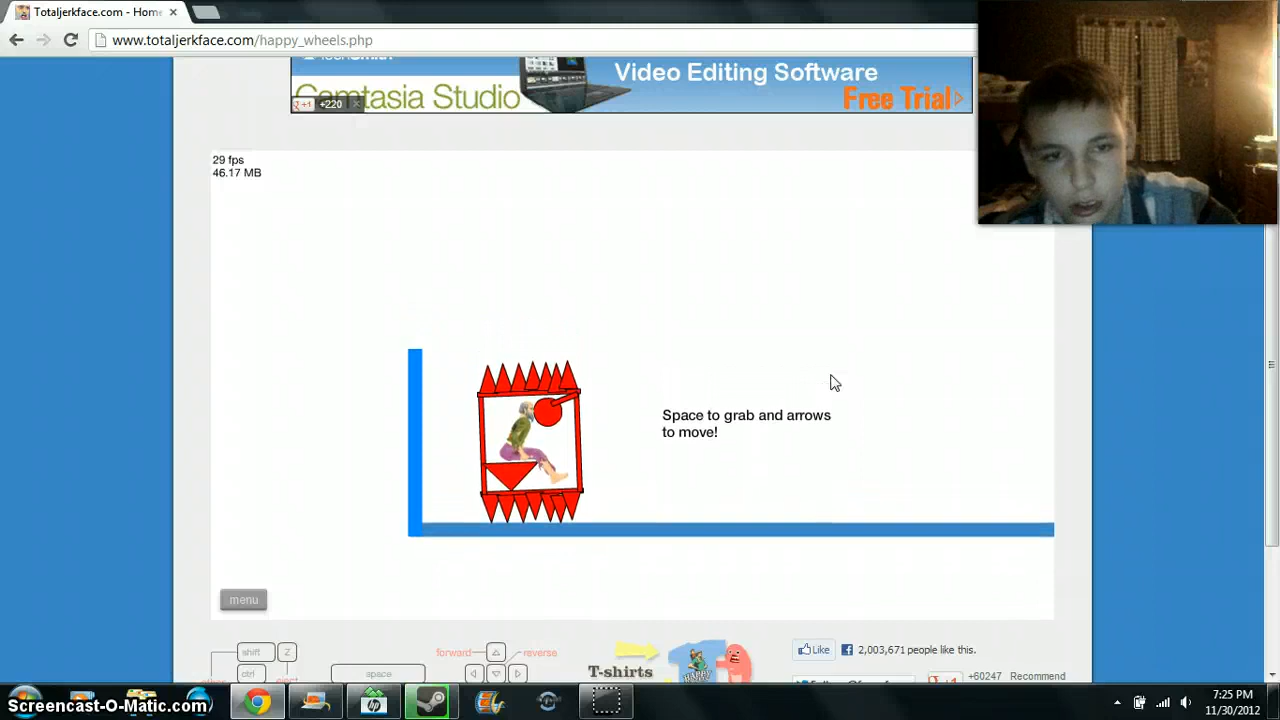 Totaljerkface.com - Home
www.totaljerkface.com/happy_wheels.php
Camtasia Studio
Video Editing Software
Free Trial
+1 +220
29 fps
46.17 MB
Space to grab and arrows
to move!
menu
shift Z
ctrl
space
forward
reverse
T-shirts
Like 2,003,671 people like this.
+60247 Recommend
Screencast-O-Matic.com
7:25 PM
11/30/2012